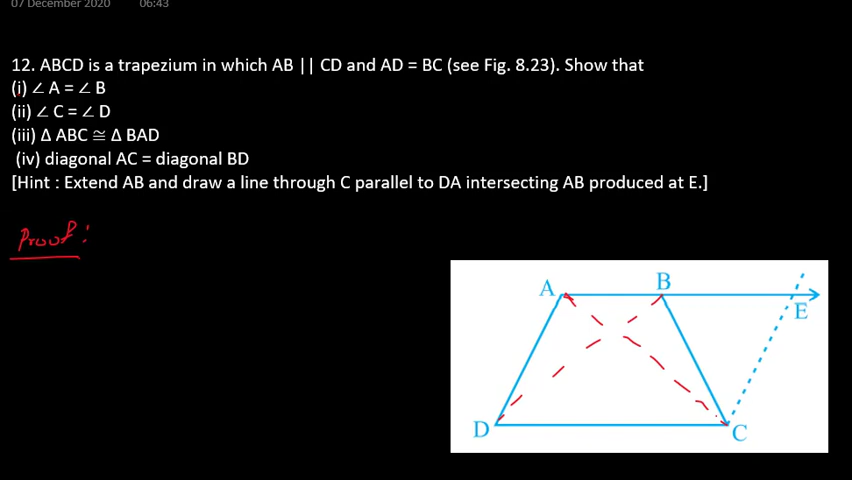 07 December 2020 06:43
12. ABCD is a trapezium in which AB || CD and AD = BC (see Fig. 8.23). Show that
(i) ∠ A = ∠ B
(ii) ∠ C = ∠ D
(iii) Δ ABC ≅ Δ BAD
(iv) diagonal AC = diagonal BD
[Hint : Extend AB and draw a line through C parallel to DA intersecting AB produced at E.]
Proof :
A B
E
D C